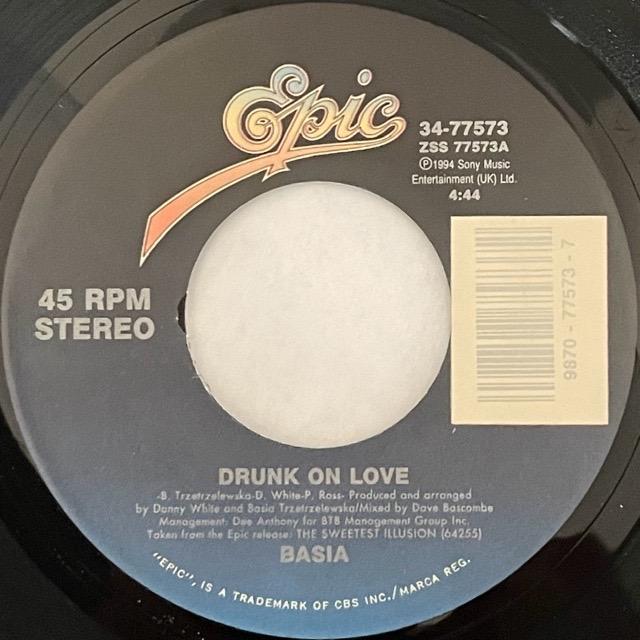 Epic
34-77573
ZSS 77573A
Ⓟ1994 Sony Music
Entertainment (UK) Ltd.
4:44
45 RPM
STEREO
9870 - 77573 - 7
DRUNK ON LOVE
-B. Trzetrzelewska-D. White-P. Ross- Produced and arranged
by Danny White and Basia Trzetrzelewska/Mixed by Dave Bascombe
Management: Dee Anthony for BTB Management Group Inc.
Taken from the Epic release: THE SWEETEST ILLUSION (64255)
BASIA
"EPIC", IS A TRADEMARK OF CBS INC./MARCA REG.